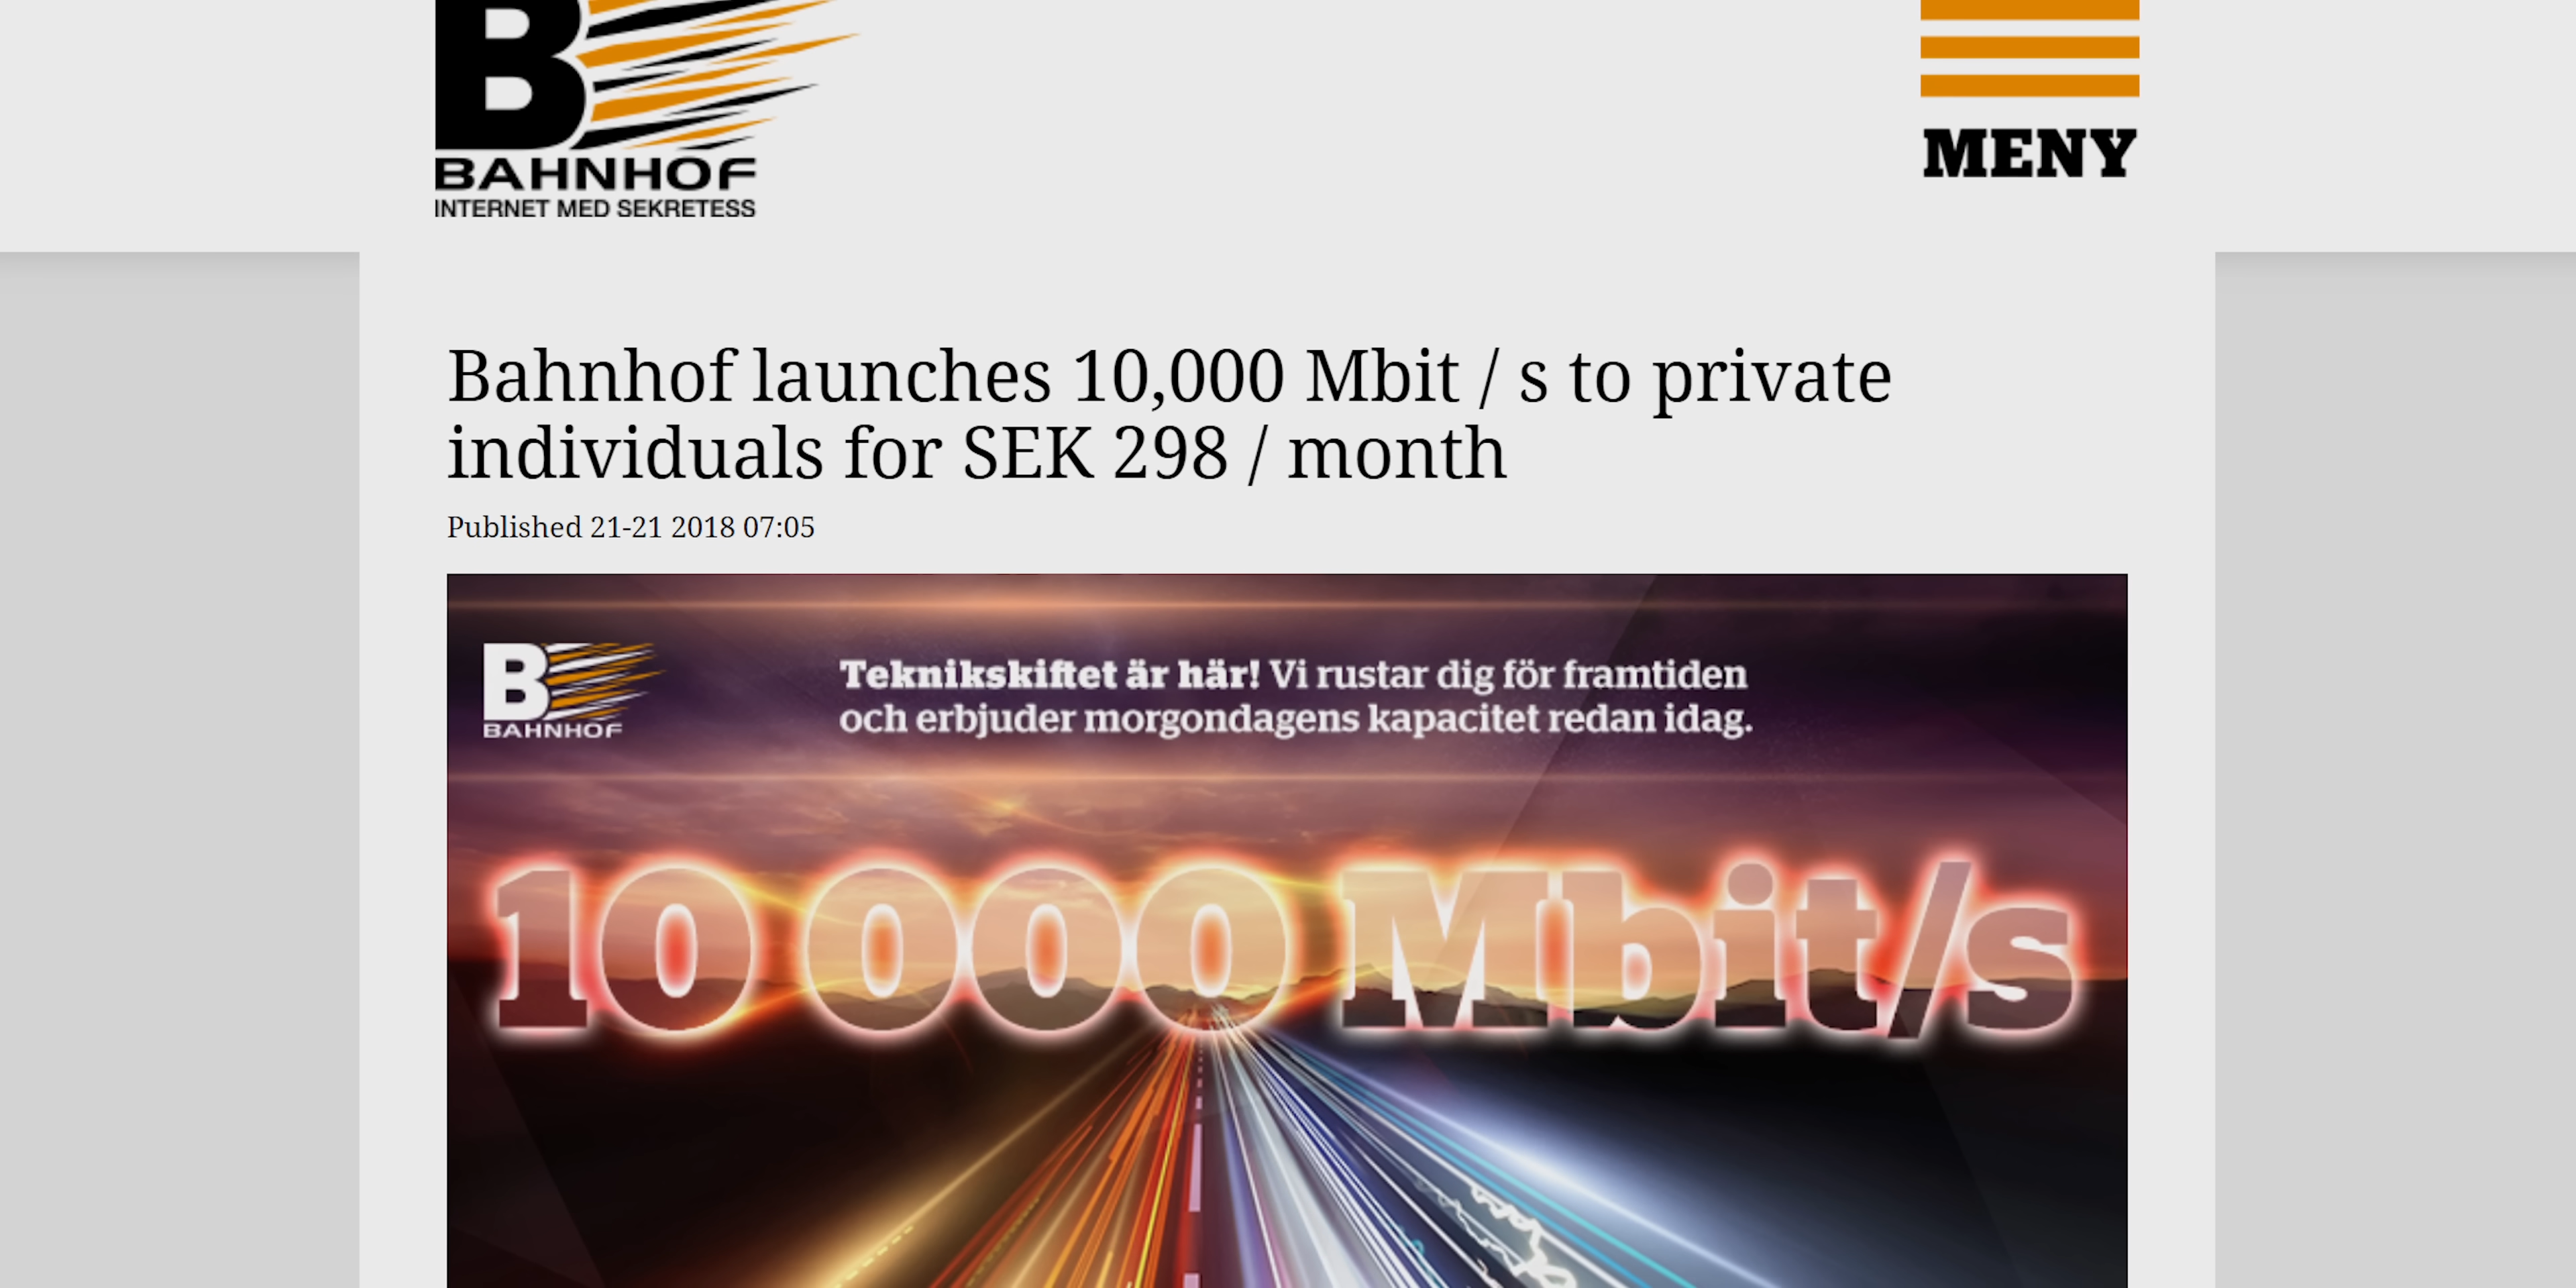 B
BAHNHOF
INTERNET MED SEKRETESS
MENY
Bahnhof launches 10,000 Mbit / s to private
individuals for SEK 298 / month
Published 21-21 2018 07:05
B
BAHNHOF
Teknikskiftet är här! Vi rustar dig för framtiden
och erbjuder morgondagens kapacitet redan idag.
10 000 Mbit/s